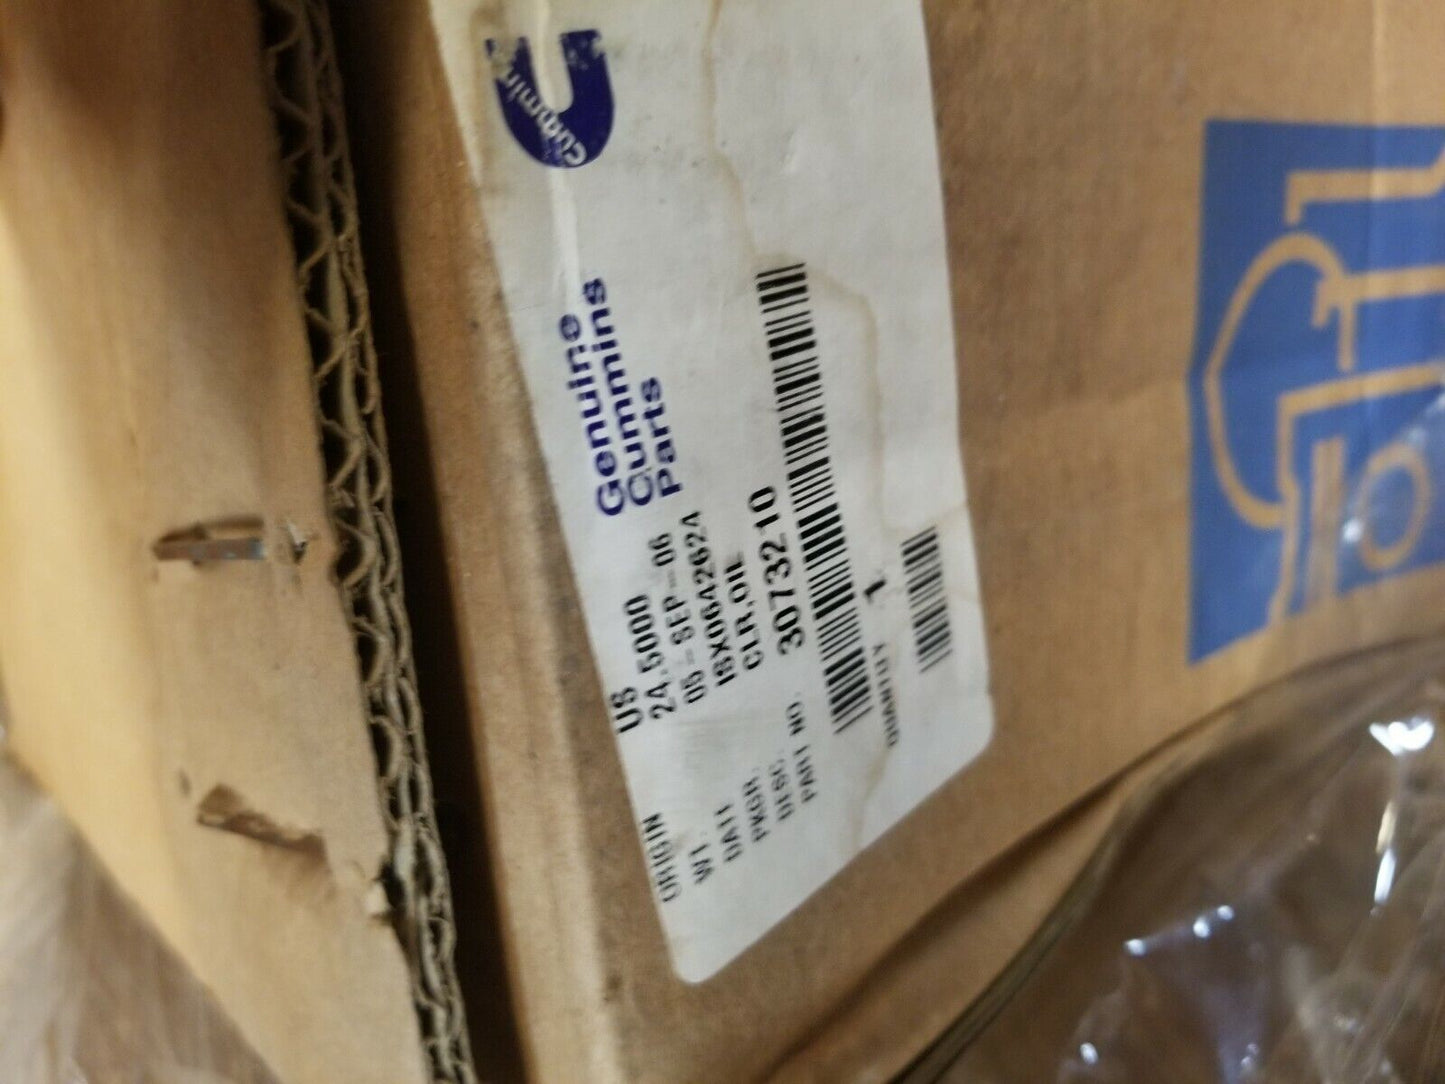 Cummins
Genuine
Cummins
Parts
ORIGIN US
WT. 24.5000
DATE 05-SEP-06
PKGR. ISX0642624
DESC. CLR,OIL
PART NO. 3073210
QUANTITY 1